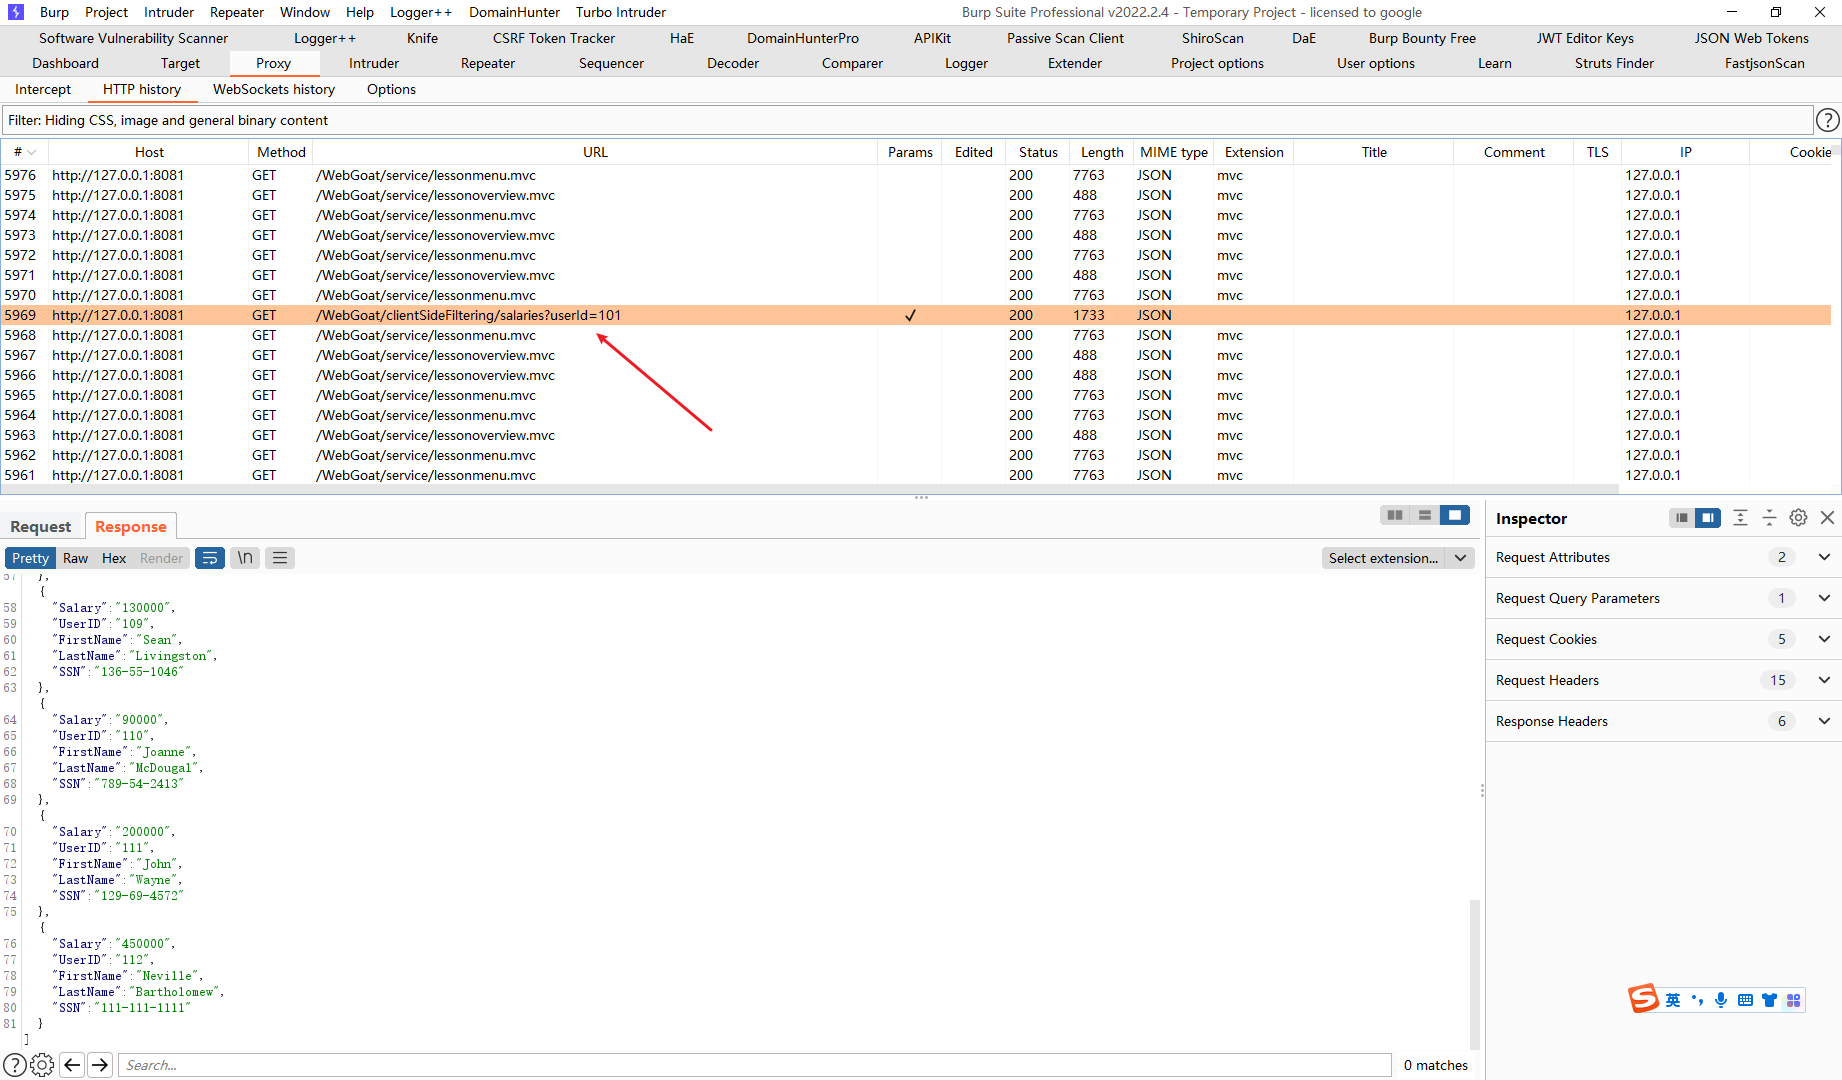 Burp Project Intruder Repeater Window Help Logger++ DomainHunter Turbo Intruder Burp Suite Professional v2022.2.4 - Temporary Project - licensed to google
Software Vulnerability Scanner Logger++ Knife CSRF Token Tracker HaE DomainHunterPro APIKit Passive Scan Client ShiroScan DaE Burp Bounty Free JWT Editor Keys JSON Web Tokens
Dashboard Target Proxy Intruder Repeater Sequencer Decoder Comparer Logger Extender Project options User options Learn Struts Finder FastjsonScan
Intercept HTTP history WebSockets history Options
Filter: Hiding CSS, image and general binary content ?
# Host Method URL Params Edited Status Length MIME type Extension Title Comment TLS IP Cookie
5976 http://127.0.0.1:8081 GET /WebGoat/service/lessonmenu.mvc 200 7763 JSON mvc 127.0.0.1
5975 http://127.0.0.1:8081 GET /WebGoat/service/lessonoverview.mvc 200 488 JSON mvc 127.0.0.1
5974 http://127.0.0.1:8081 GET /WebGoat/service/lessonmenu.mvc 200 7763 JSON mvc 127.0.0.1
5973 http://127.0.0.1:8081 GET /WebGoat/service/lessonoverview.mvc 200 488 JSON mvc 127.0.0.1
5972 http://127.0.0.1:8081 GET /WebGoat/service/lessonmenu.mvc 200 7763 JSON mvc 127.0.0.1
5971 http://127.0.0.1:8081 GET /WebGoat/service/lessonoverview.mvc 200 488 JSON mvc 127.0.0.1
5970 http://127.0.0.1:8081 GET /WebGoat/service/lessonmenu.mvc 200 7763 JSON mvc 127.0.0.1
5969 http://127.0.0.1:8081 GET /WebGoat/clientSideFiltering/salaries?userId=101 ✓ 200 1733 JSON 127.0.0.1
5968 http://127.0.0.1:8081 GET /WebGoat/service/lessonmenu.mvc 200 7763 JSON mvc 127.0.0.1
5967 http://127.0.0.1:8081 GET /WebGoat/service/lessonoverview.mvc 200 488 JSON mvc 127.0.0.1
5966 http://127.0.0.1:8081 GET /WebGoat/service/lessonoverview.mvc 200 488 JSON mvc 127.0.0.1
5965 http://127.0.0.1:8081 GET /WebGoat/service/lessonmenu.mvc 200 7763 JSON mvc 127.0.0.1
5964 http://127.0.0.1:8081 GET /WebGoat/service/lessonmenu.mvc 200 7763 JSON mvc 127.0.0.1
5963 http://127.0.0.1:8081 GET /WebGoat/service/lessonoverview.mvc 200 488 JSON mvc 127.0.0.1
5962 http://127.0.0.1:8081 GET /WebGoat/service/lessonmenu.mvc 200 7763 JSON mvc 127.0.0.1
5961 http://127.0.0.1:8081 GET /WebGoat/service/lessonmenu.mvc 200 7763 JSON mvc 127.0.0.1
Request Response
Pretty Raw Hex Render \n Select extension...
57 },
{
58 "Salary":"130000",
59 "UserID":"109",
60 "FirstName":"Sean",
61 "LastName":"Livingston",
62 "SSN":"136-55-1046"
63 },
{
64 "Salary":"90000",
65 "UserID":"110",
66 "FirstName":"Joanne",
67 "LastName":"McDougal",
68 "SSN":"789-54-2413"
69 },
{
70 "Salary":"200000",
71 "UserID":"111",
72 "FirstName":"John",
73 "LastName":"Wayne",
74 "SSN":"129-69-4572"
75 },
{
76 "Salary":"450000",
77 "UserID":"112",
78 "FirstName":"Neville",
79 "LastName":"Bartholomew",
80 "SSN":"111-111-1111"
81 }
]
? Search... 0 matches
Inspector
Request Attributes 2
Request Query Parameters 1
Request Cookies 5
Request Headers 15
Response Headers 6
S 英